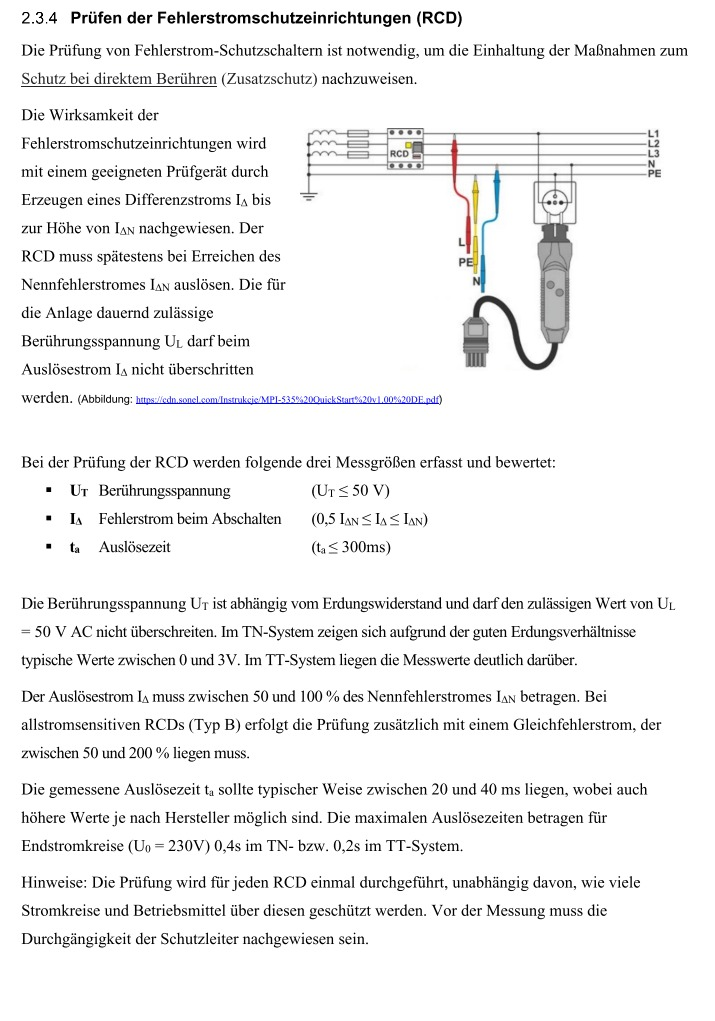 2.3.4 Prüfen der Fehlerstromschutzeinrichtungen (RCD)
Die Prüfung von Fehlerstrom-Schutzschaltern ist notwendig, um die Einhaltung der Maßnahmen zum
Schutz bei direktem Berühren (Zusatzschutz) nachzuweisen.
Die Wirksamkeit der
Fehlerstromschutzeinrichtungen wird
mit einem geeigneten Prüfgerät durch
Erzeugen eines Differenzstroms IΔ bis
zur Höhe von IΔN nachgewiesen. Der
RCD muss spätestens bei Erreichen des
Nennfehlerstromes IΔN auslösen. Die für
die Anlage dauernd zulässige
Berührungsspannung UL darf beim
Auslösestrom IΔ nicht überschritten
werden. (Abbildung: https://cdn.sonel.com/Instrukcje/MPI-535%20QuickStart%20v1.00%20DE.pdf)
RCD
L1
L2
L3
N
PE
L
PE
N
Bei der Prüfung der RCD werden folgende drei Messgrößen erfasst und bewertet:
▪ UT Berührungsspannung (UT ≤ 50 V)
▪ IΔ Fehlerstrom beim Abschalten (0,5 IΔN ≤ IΔ ≤ IΔN)
▪ ta Auslösezeit (ta ≤ 300ms)
Die Berührungsspannung UT ist abhängig vom Erdungswiderstand und darf den zulässigen Wert von UL
= 50 V AC nicht überschreiten. Im TN-System zeigen sich aufgrund der guten Erdungsverhältnisse
typische Werte zwischen 0 und 3V. Im TT-System liegen die Messwerte deutlich darüber.
Der Auslösestrom IΔ muss zwischen 50 und 100 % des Nennfehlerstromes IΔN betragen. Bei
allstromsensitiven RCDs (Typ B) erfolgt die Prüfung zusätzlich mit einem Gleichfehlerstrom, der
zwischen 50 und 200 % liegen muss.
Die gemessene Auslösezeit ta sollte typischer Weise zwischen 20 und 40 ms liegen, wobei auch
höhere Werte je nach Hersteller möglich sind. Die maximalen Auslösezeiten betragen für
Endstromkreise (U0 = 230V) 0,4s im TN- bzw. 0,2s im TT-System.
Hinweise: Die Prüfung wird für jeden RCD einmal durchgeführt, unabhängig davon, wie viele
Stromkreise und Betriebsmittel über diesen geschützt werden. Vor der Messung muss die
Durchgängigkeit der Schutzleiter nachgewiesen sein.